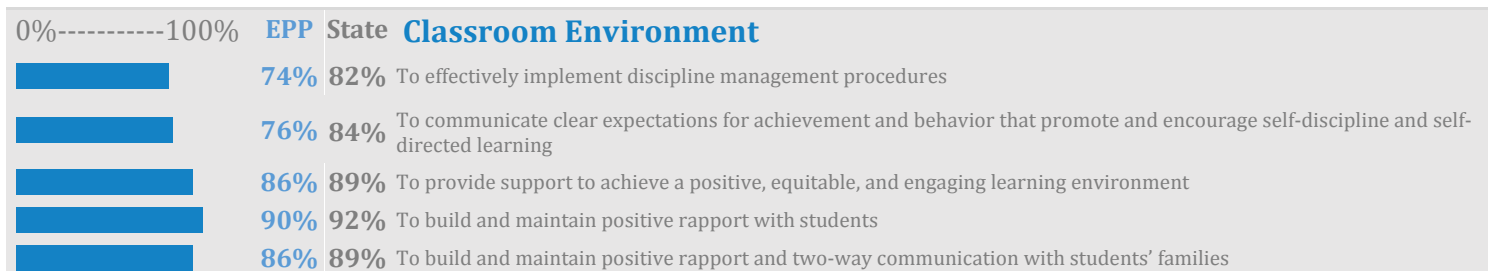 0%-----------100% EPP State Classroom Environment
74% 82% To effectively implement discipline management procedures
76% 84% To communicate clear expectations for achievement and behavior that promote and encourage self-discipline and self-
directed learning
86% 89% To provide support to achieve a positive, equitable, and engaging learning environment
90% 92% To build and maintain positive rapport with students
86% 89% To build and maintain positive rapport and two-way communication with students’ families